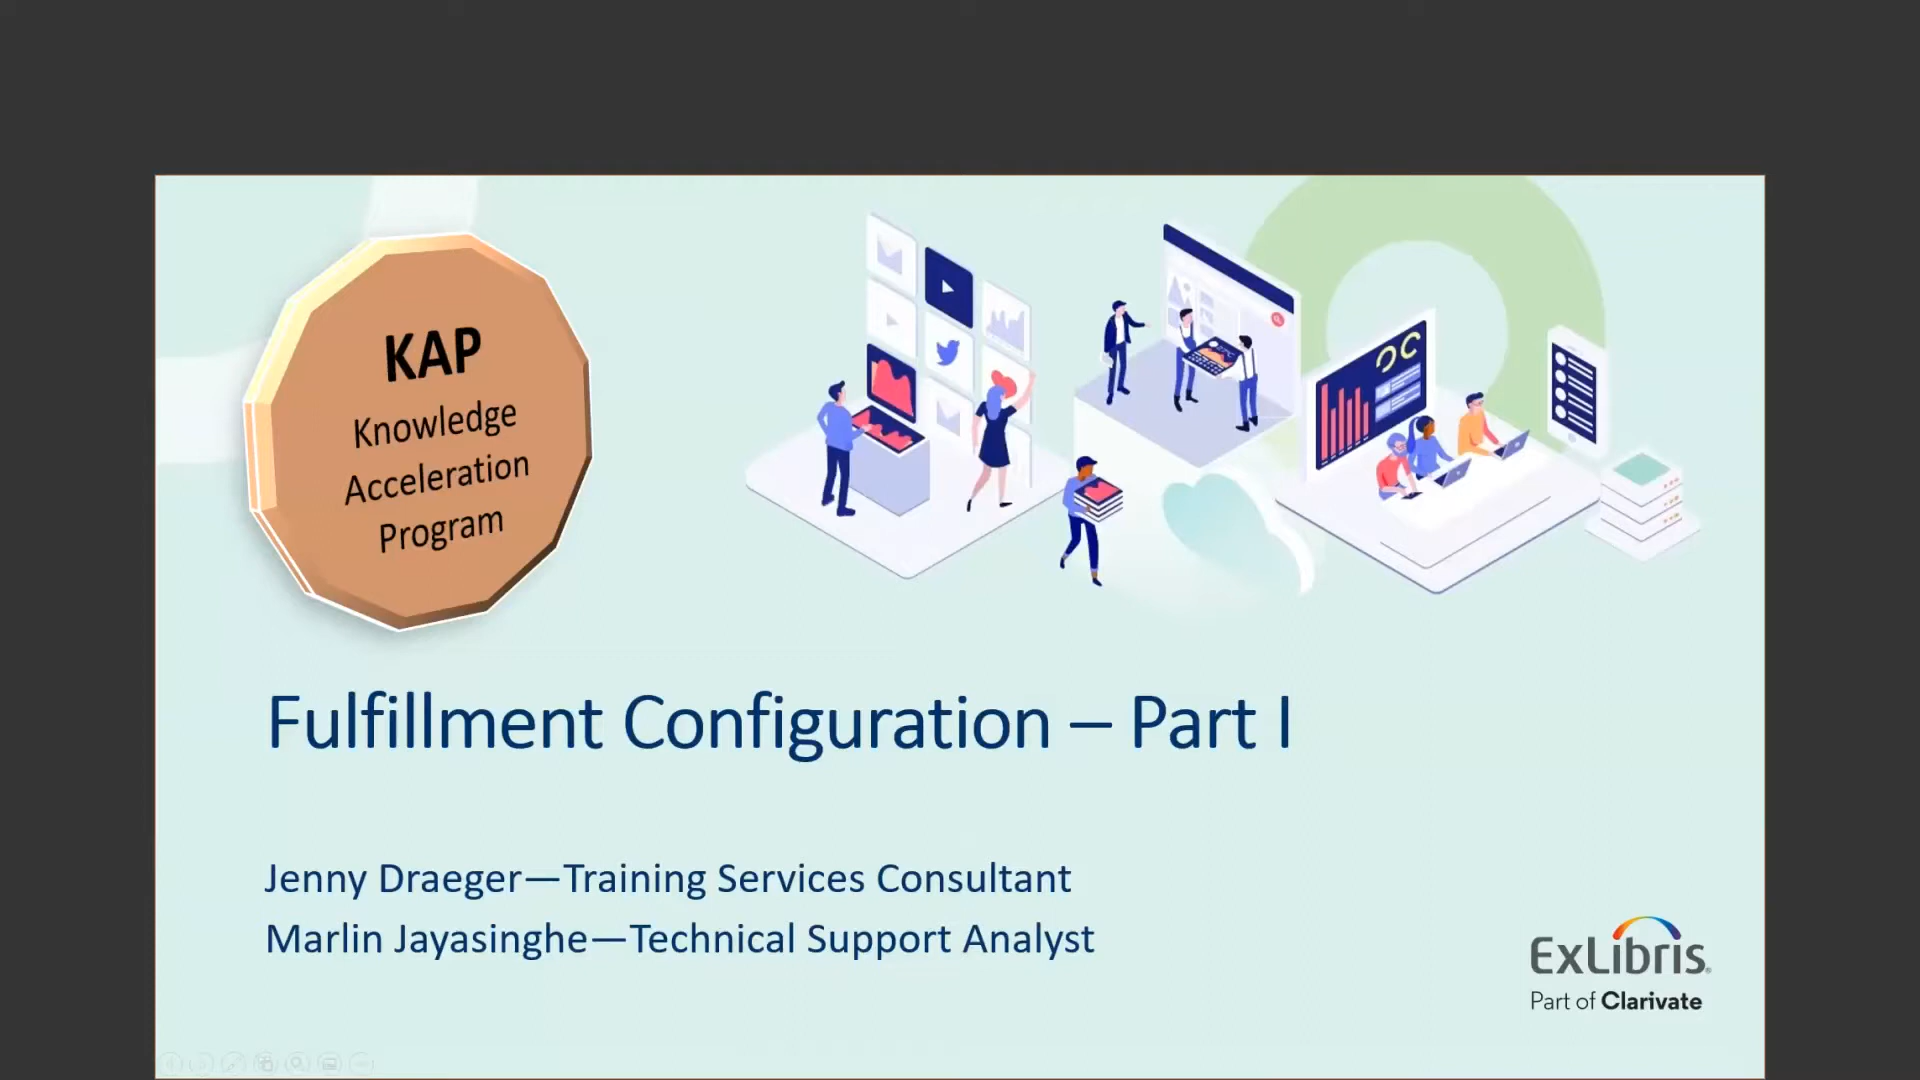 KAP
Knowledge
Acceleration
Program
Fulfillment Configuration – Part I
Jenny Draeger—Training Services Consultant
Marlin Jayasinghe—Technical Support Analyst
ExLibris®
Part of Clarivate